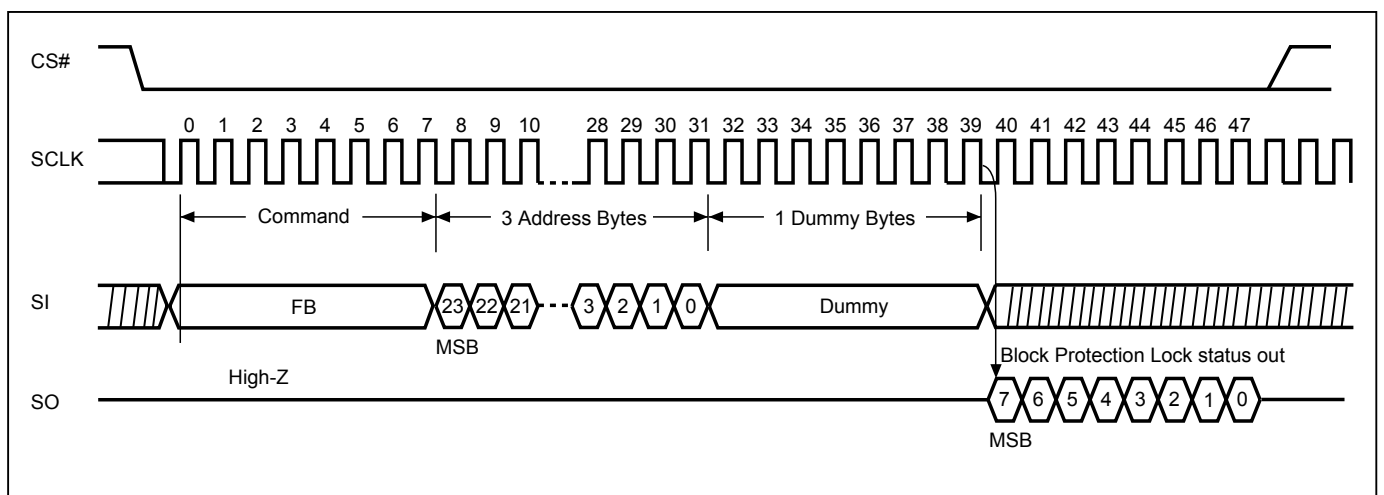 CS#
0 1 2 3 4 5 6 7 8 9 10 28 29 30 31 32 33 34 35 36 37 38 39 40 41 42 43 44 45 46 47
SCLK
Command 3 Address Bytes 1 Dummy Bytes
SI FB 23 22 21 3 2 1 0 Dummy
MSB
Block Protection Lock status out
High-Z
SO 7 6 5 4 3 2 1 0
MSB